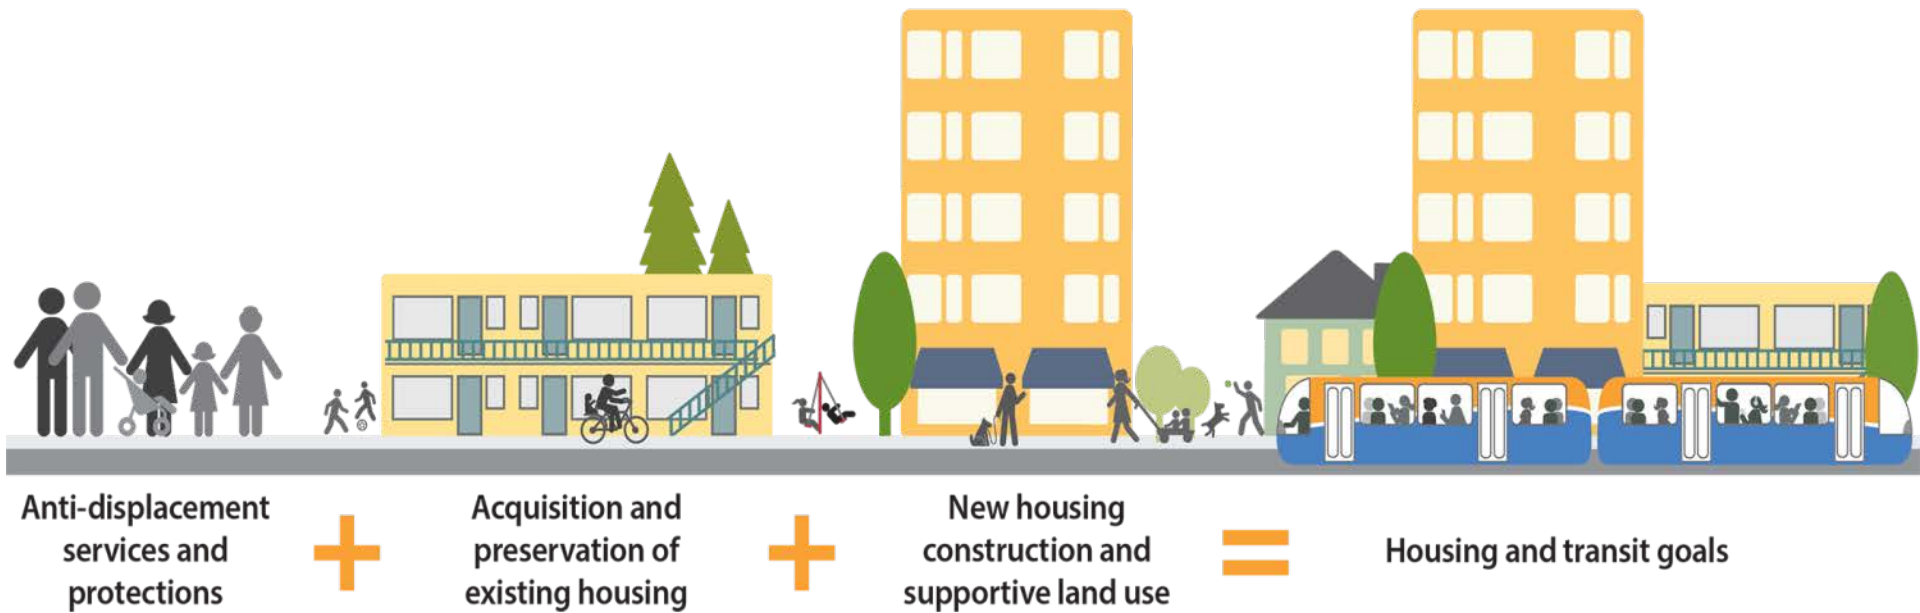 Anti-displacement
services and
protections
+
Acquisition and
preservation of
existing housing
+
New housing
construction and
supportive land use
=
Housing and transit goals